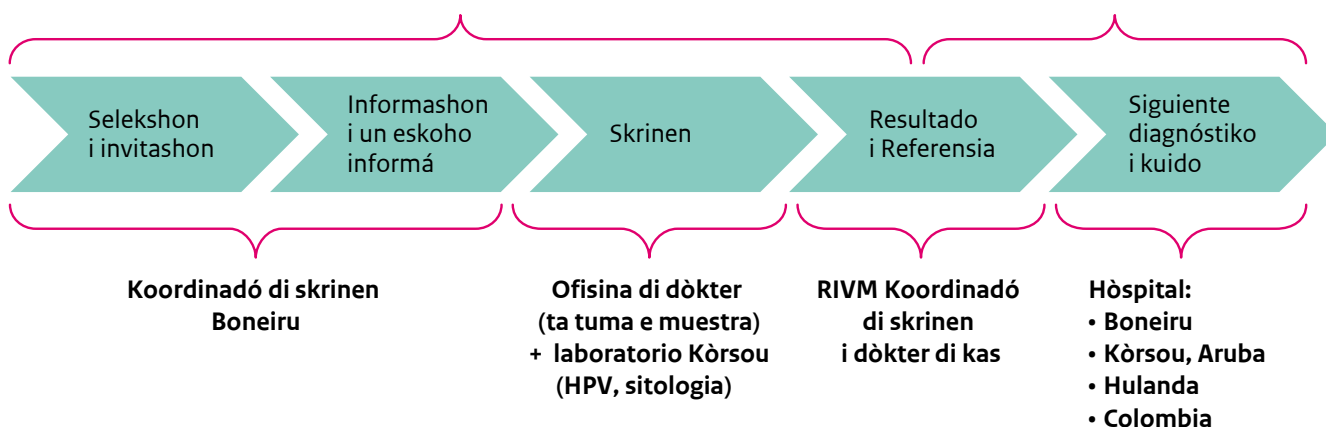 Selekshon
i invitashon
Informashon
i un eskoho
informá
Skrinen
Resultado
i Referensia
Siguiente
diagnóstiko
i kuido
Koordinadó di skrinen
Boneiru
Ofisina di dòkter
(ta tuma e muestra)
+ laboratorio Kòrsou
(HPV, sitologia)
RIVM Koordinadó
di skrinen
i dòkter di kas
Hòspital:
• Boneiru
• Kòrsou, Aruba
• Hulanda
• Colombia